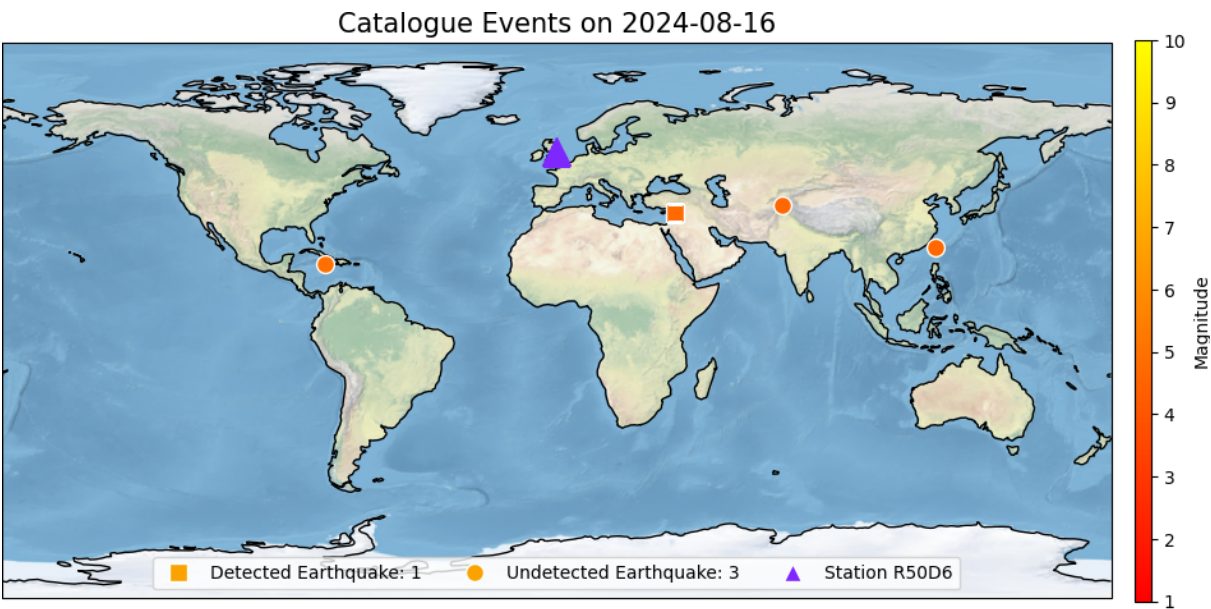 Catalogue Events on 2024-08-16
10
9
8
7
6
5
4
3
2
1
Magnitude
Detected Earthquake: 1
Undetected Earthquake: 3
Station R50D6